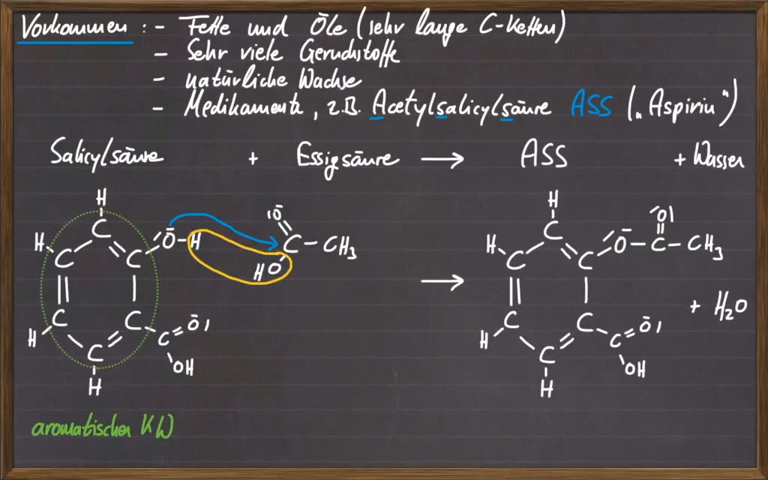 Vorkommen: - Fette und Öle (sehr lange C-Ketten)
- Sehr viele Geruchstoffe
- natürliche Wachse
- Medikamente, z.B. Acetylsalicylsäure ASS („Aspirin")
Salicylsäure + Essigsäure → ASS + Wasser
H
H
C
C
C
O-H
C
C
C
H
H
C=O
OH
O
C-CH3
HO
→
H
H
C
C
C
O-C-CH3
O
C
C
C
H
H
C=O
OH
+ H2O
aromatischer KW